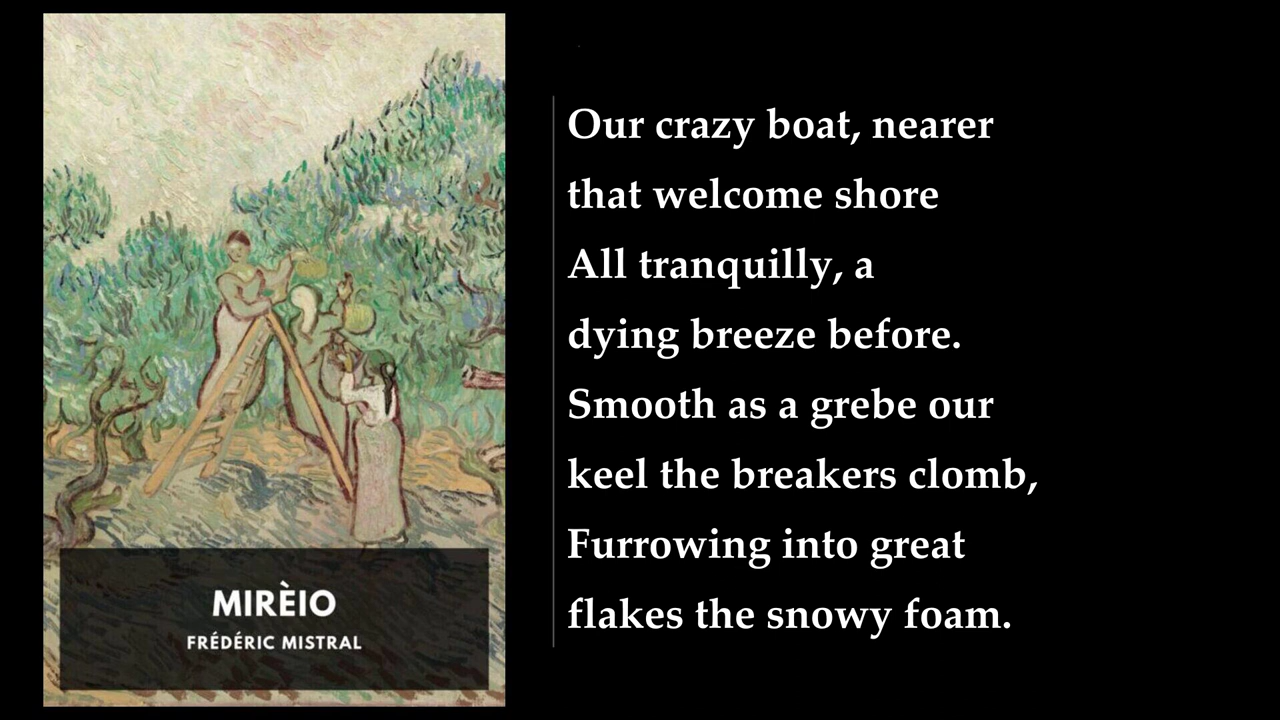 MIRÈIO
FRÉDÉRIC MISTRAL
Our crazy boat, nearer
that welcome shore
All tranquilly, a
dying breeze before.
Smooth as a grebe our
keel the breakers clomb,
Furrowing into great
flakes the snowy foam.